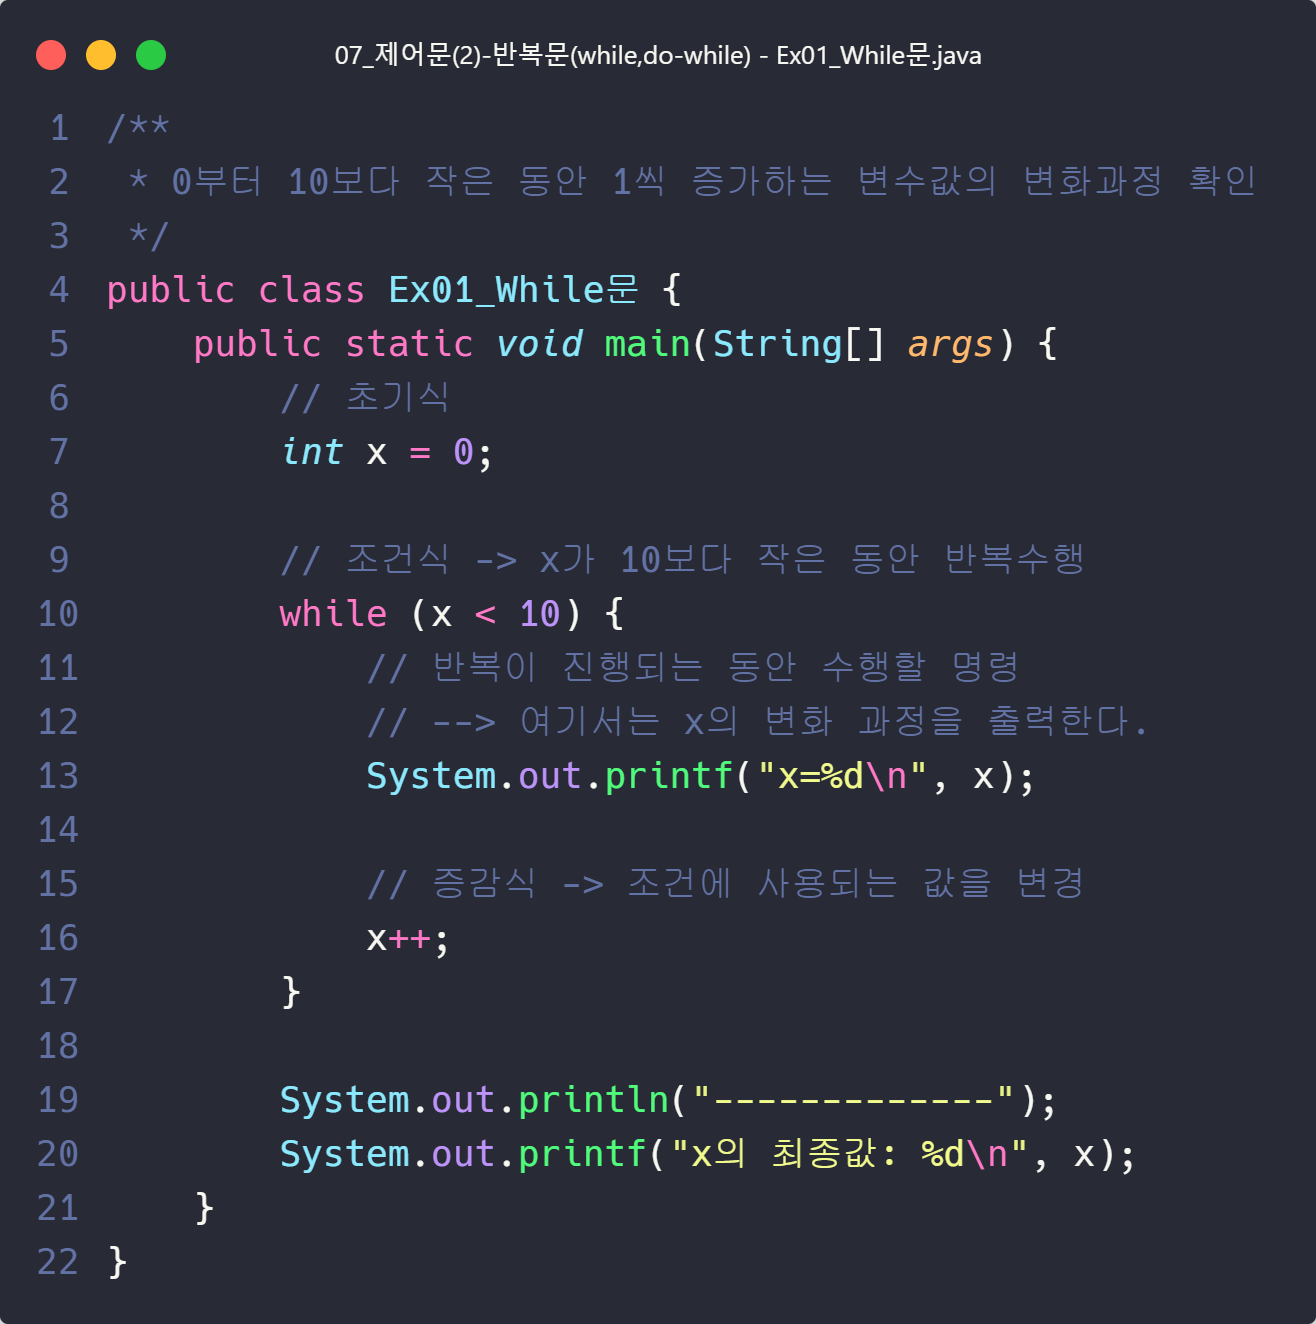 07_제어문(2)-반복문(while,do-while) - Ex01_While문.java
1 /**
2  * 0부터 10보다 작은 동안 1씩 증가하는 변수값의 변화과정 확인
3  */
4 public class Ex01_While문 {
5     public static void main(String[] args) {
6         // 초기식
7         int x = 0;
8
9         // 조건식 -> x가 10보다 작은 동안 반복수행
10         while (x < 10) {
11             // 반복이 진행되는 동안 수행할 명령
12             // --> 여기서는 x의 변화 과정을 출력한다.
13             System.out.printf("x=%d\n", x);
14
15             // 증감식 -> 조건에 사용되는 값을 변경
16             x++;
17         }
18
19         System.out.println("-------------");
20         System.out.printf("x의 최종값: %d\n", x);
21     }
22 }